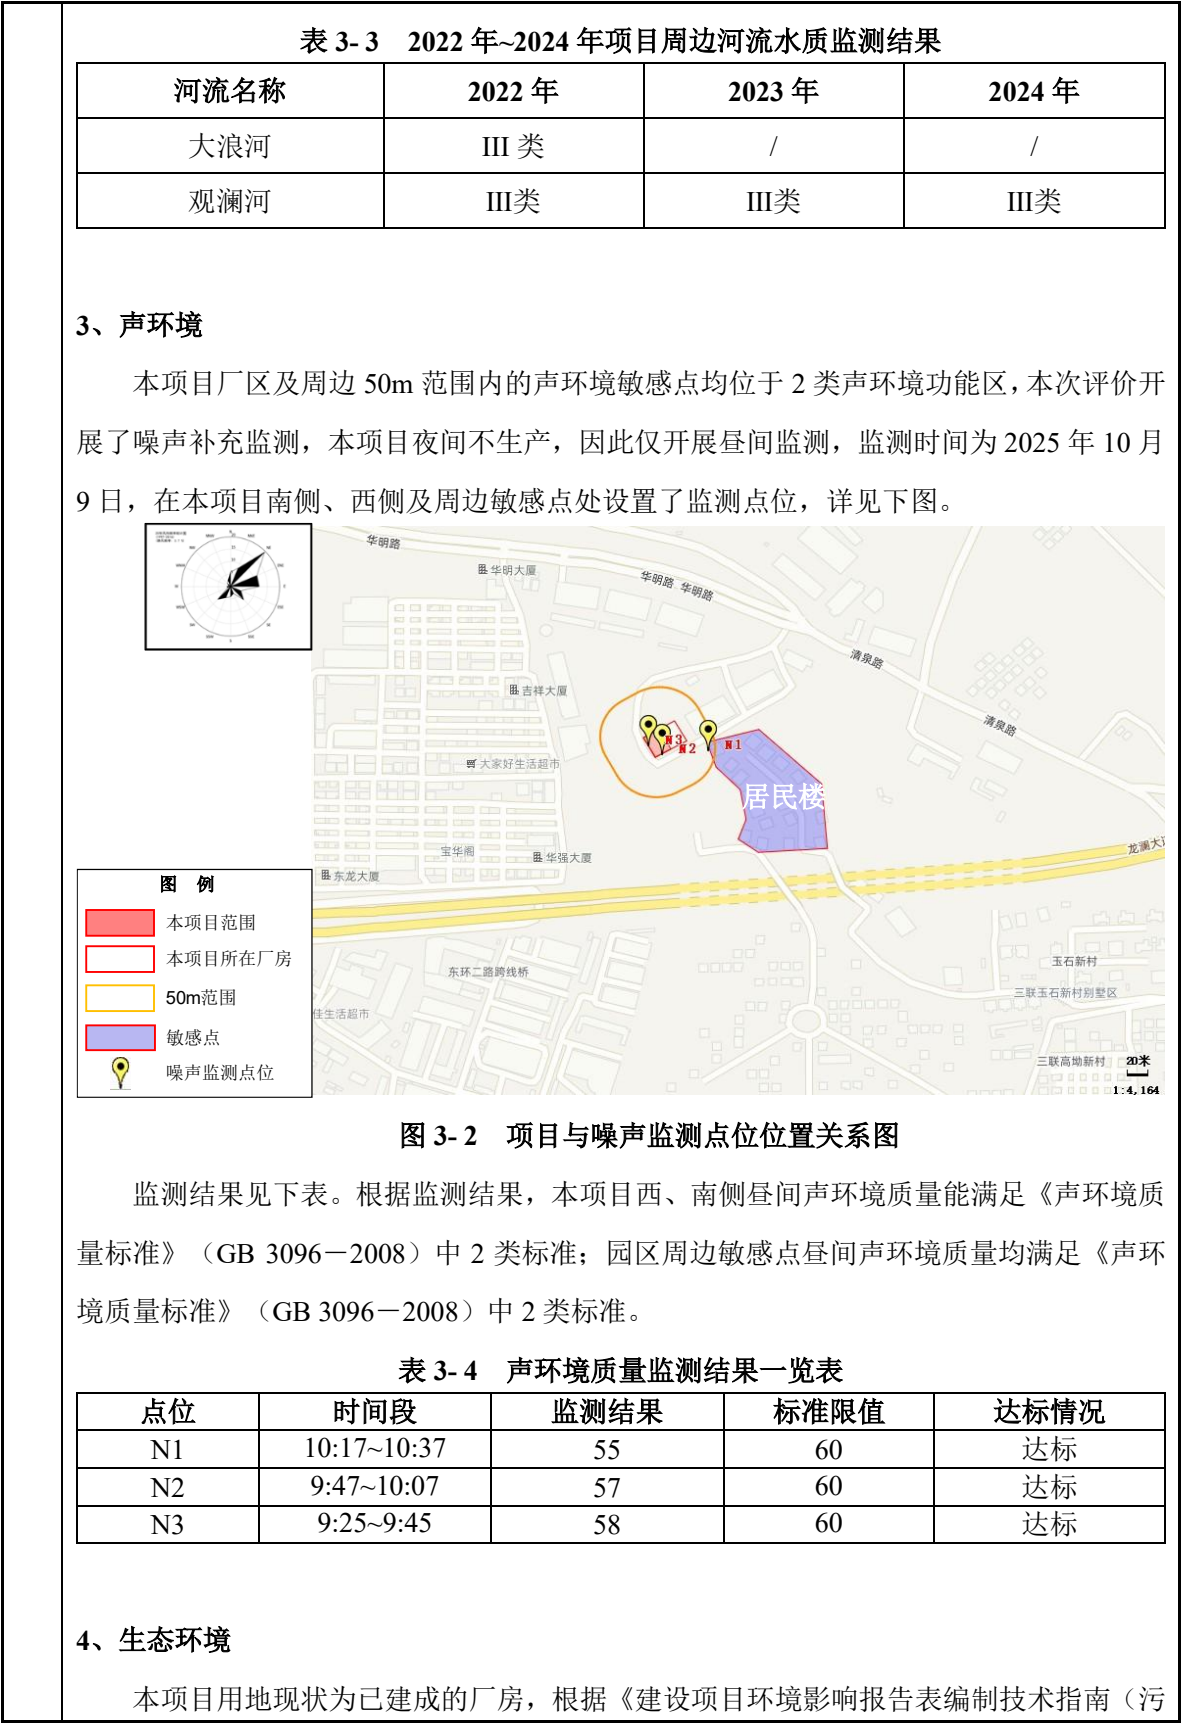 表 3- 3 2022 年~2024 年项目周边河流水质监测结果
河流名称 2022 年 2023 年 2024 年
大浪河 III 类 / /
观澜河 III类 III类 III类
3、声环境
本项目厂区及周边 50m 范围内的声环境敏感点均位于 2 类声环境功能区，本次评价开
展了噪声补充监测，本项目夜间不生产，因此仅开展昼间监测，监测时间为 2025 年 10 月
9 日，在本项目南侧、西侧及周边敏感点处设置了监测点位，详见下图。
华明路
华明大厦
华明路 华明路
清泉路
吉祥大厦
清泉路
N3
N2
N1
大家好生活超市
居民楼
宝华阁
华强大厦
龙澜大道
东龙大厦
图 例
本项目范围
本项目所在厂房
50m范围
敏感点
噪声监测点位
东环二路跨线桥
佳生活超市
玉石新村
三联玉石新村别墅区
三联高坳新村
20米
1:4,164
图 3- 2 项目与噪声监测点位位置关系图
监测结果见下表。根据监测结果，本项目西、南侧昼间声环境质量能满足《声环境质
量标准》（GB 3096－2008）中 2 类标准；园区周边敏感点昼间声环境质量均满足《声环
境质量标准》（GB 3096－2008）中 2 类标准。
表 3- 4 声环境质量监测结果一览表
点位 时间段 监测结果 标准限值 达标情况
N1 10:17~10:37 55 60 达标
N2 9:47~10:07 57 60 达标
N3 9:25~9:45 58 60 达标
4、生态环境
本项目用地现状为已建成的厂房，根据《建设项目环境影响报告表编制技术指南（污